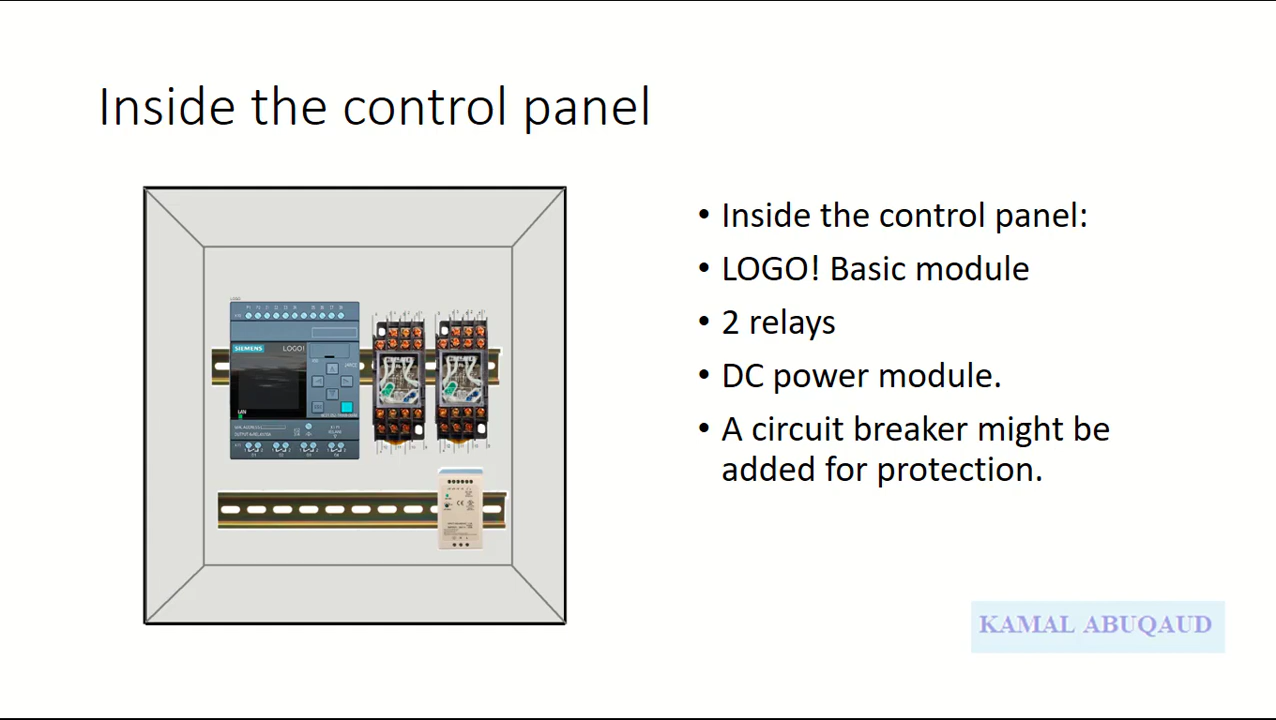 Inside the control panel
• Inside the control panel:
• LOGO! Basic module
• 2 relays
• DC power module.
• A circuit breaker might be
added for protection.
SIEMENS
LOGO!
LAN
KAMAL ABUQAUD